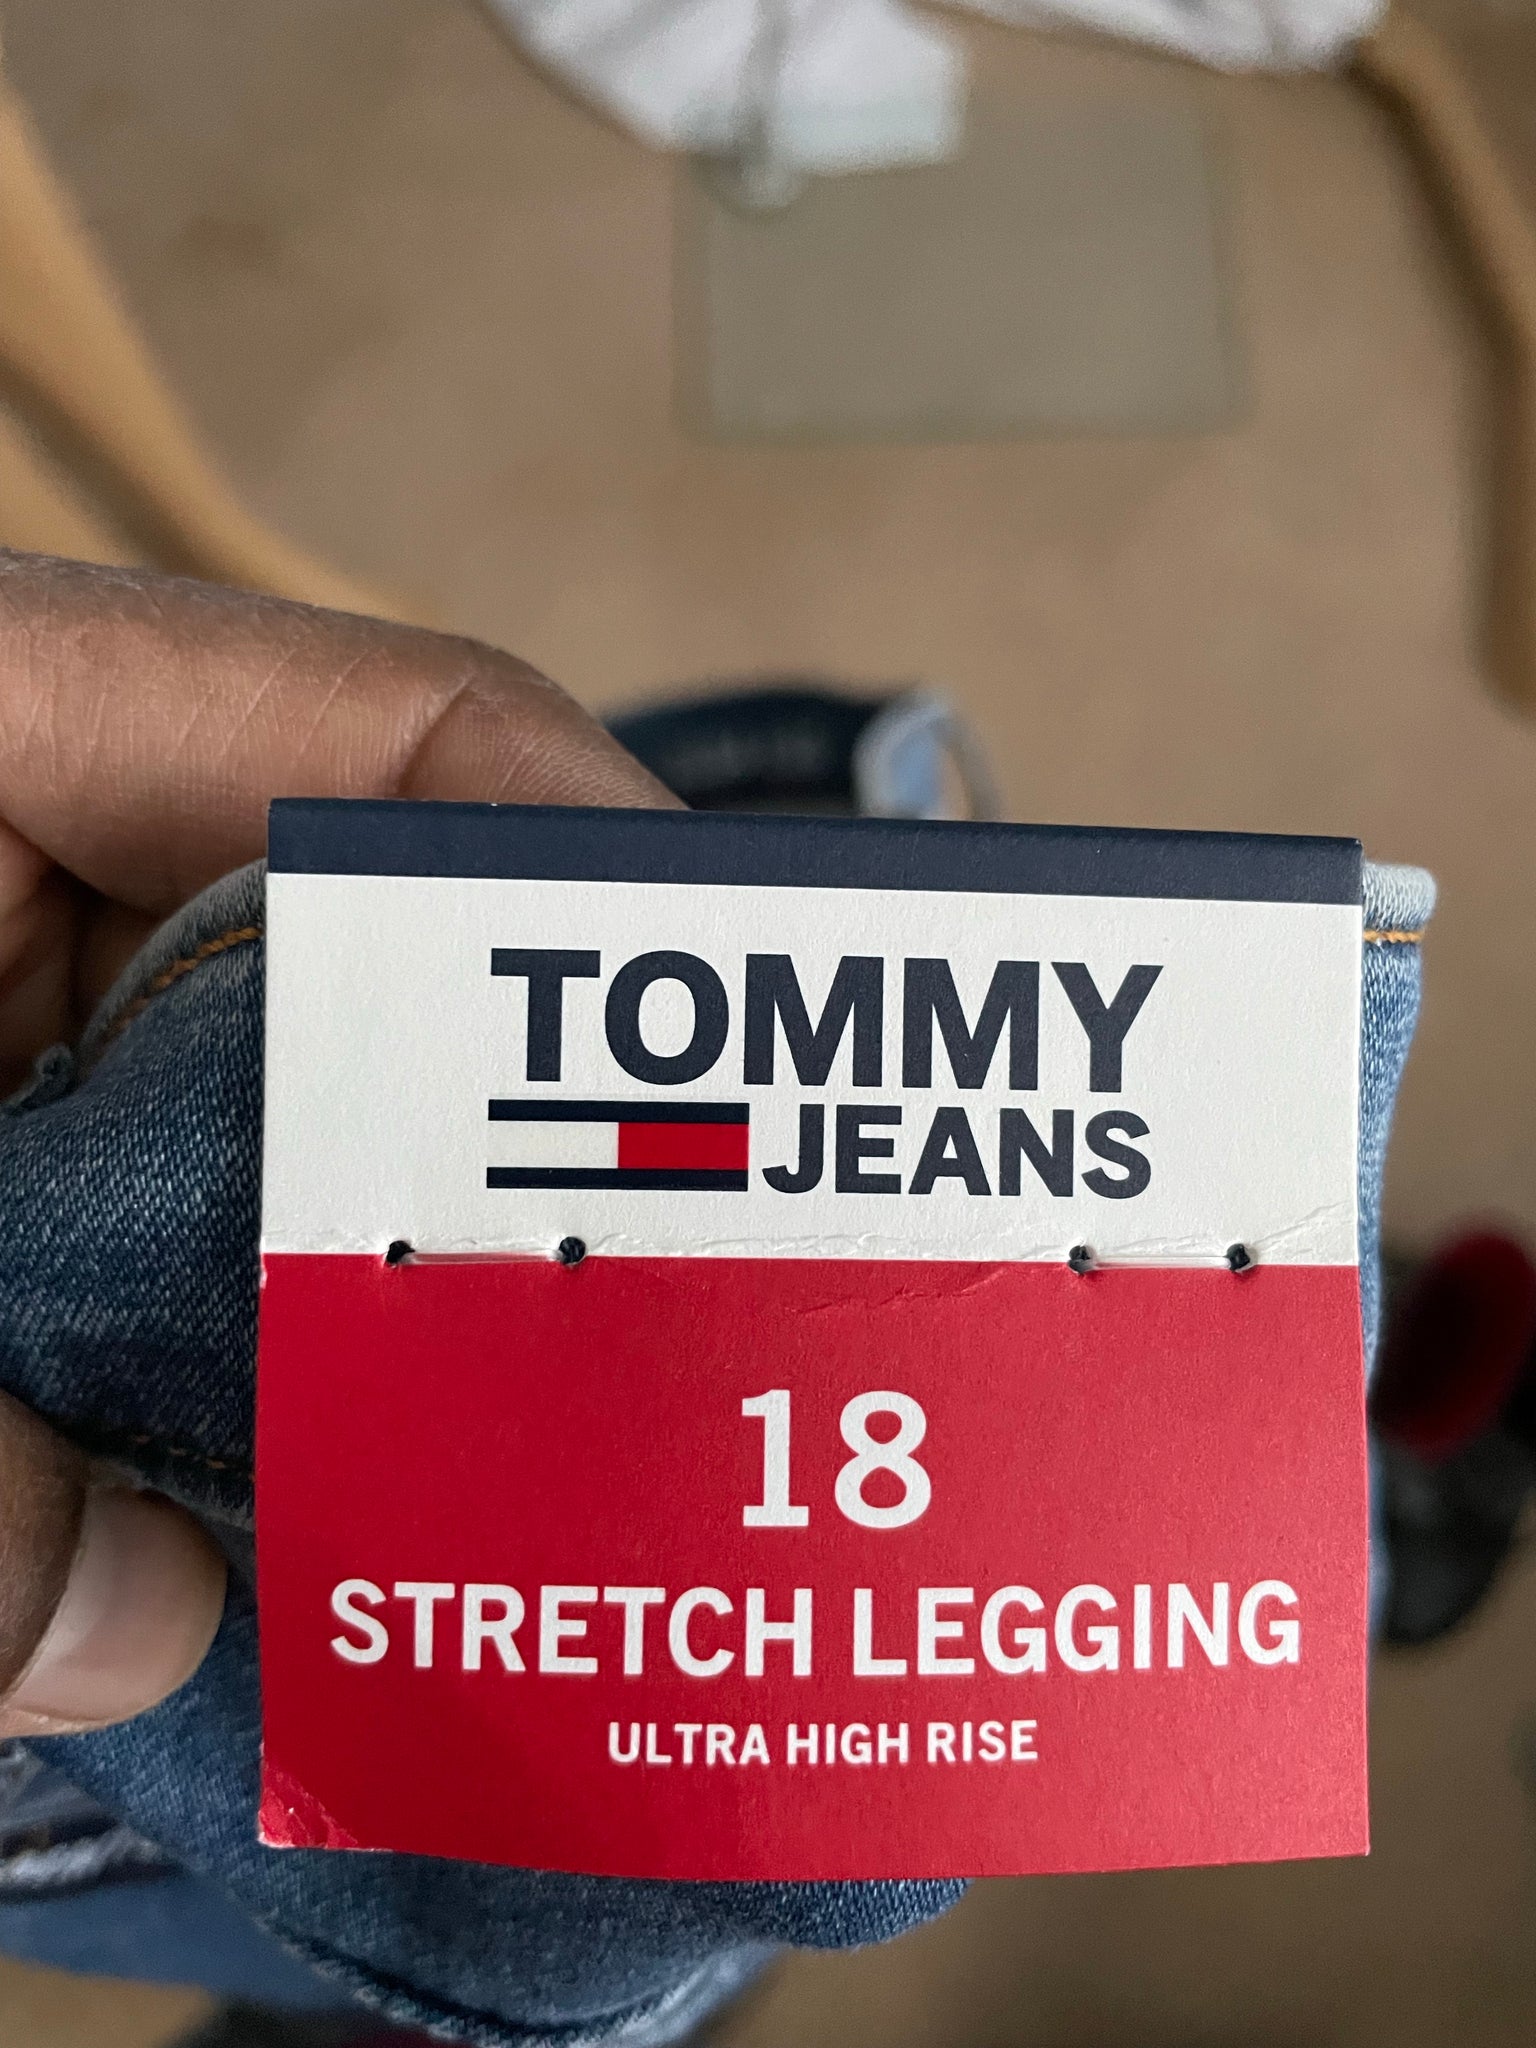 TOMMY
JEANS
18
STRETCH LEGGING
ULTRA HIGH RISE